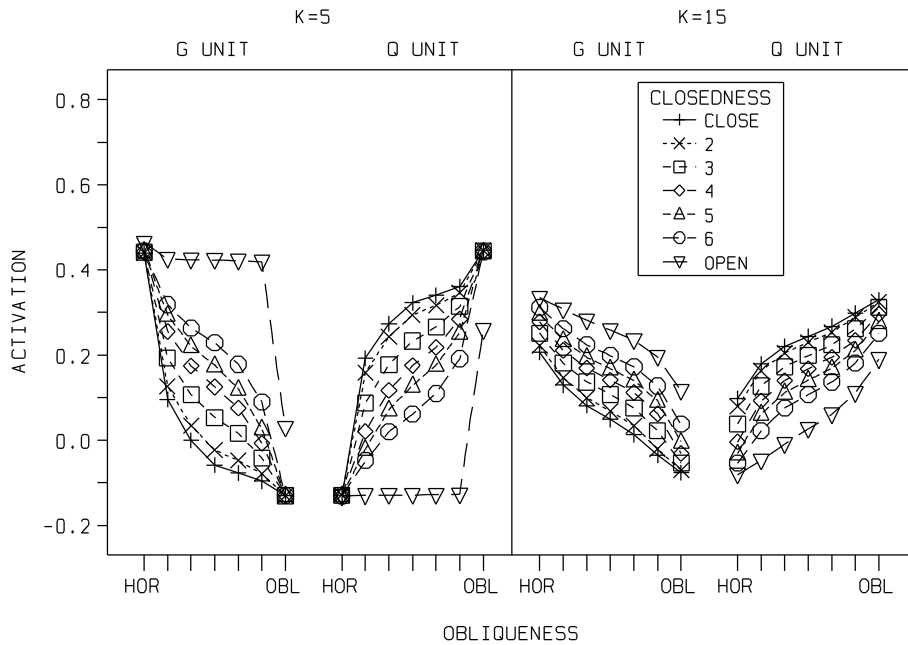 K=5 K=15
G UNIT Q UNIT G UNIT Q UNIT
CLOSEDNESS
CLOSE
2
3
4
5
6
OPEN
0.8
0.6
0.4
0.2
0.0
-0.2
ACTIVATION
HOR OBL HOR OBL HOR OBL HOR OBL
OBLIQUENESS